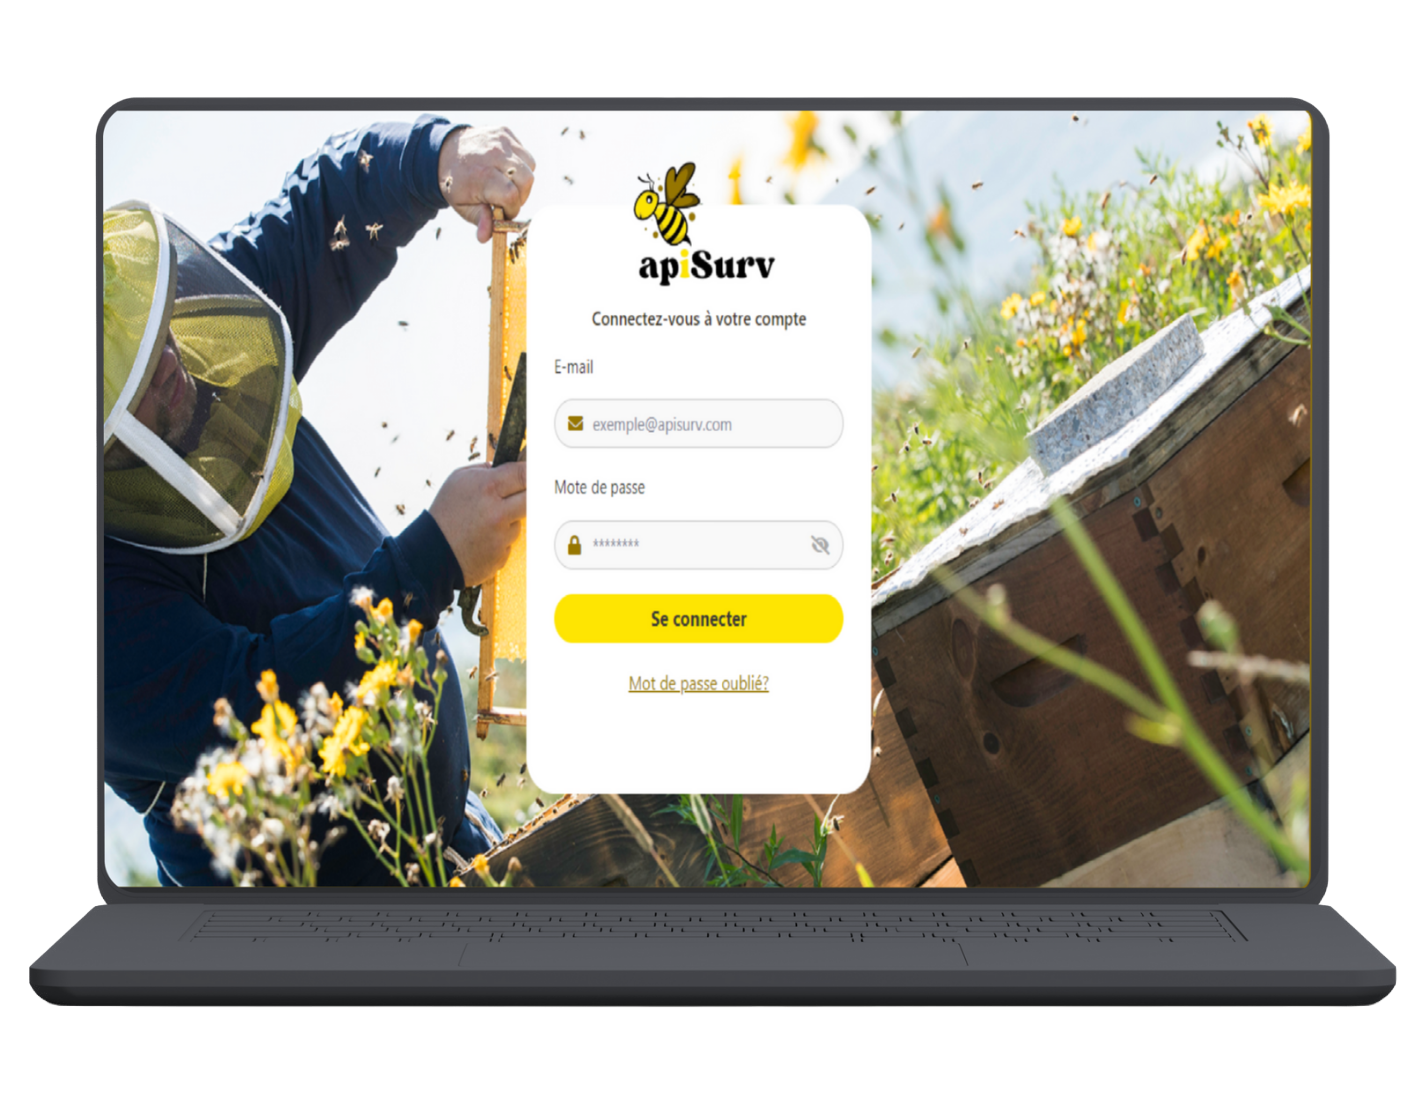 apiSurv
Connectez-vous à votre compte
E-mail
exemple@apisurv.com
Mote de passe
********
Se connecter
Mot de passe oublié?